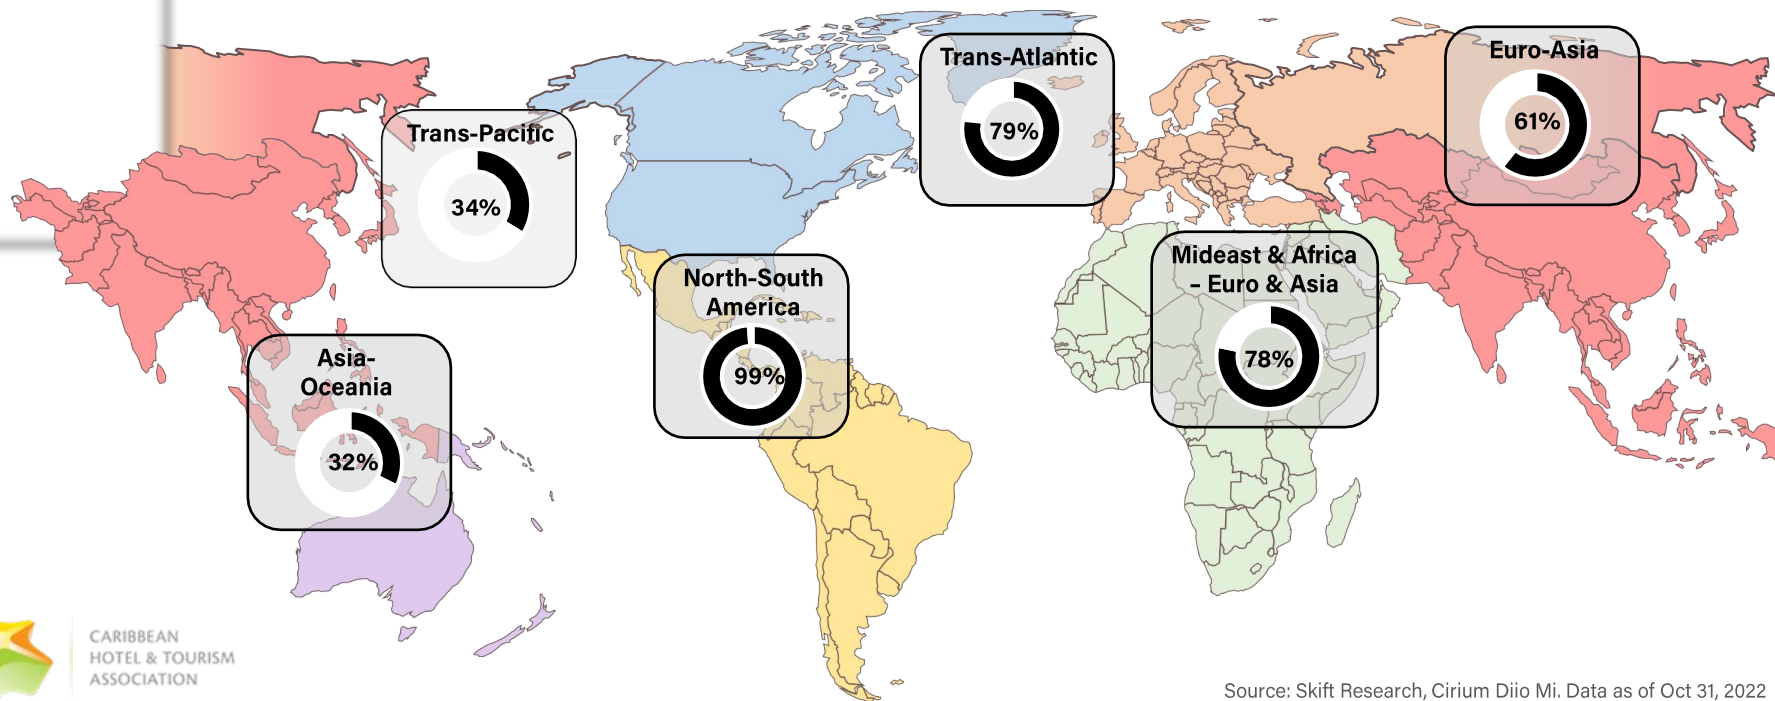 Trans-Atlantic
79%
Euro-Asia
61%
Trans-Pacific
34%
North-South
America
99%
Mideast & Africa
– Euro & Asia
78%
Asia-
Oceania
32%
CARIBBEAN
HOTEL & TOURISM
ASSOCIATION
Source: Skift Research, Cirium Diio Mi. Data as of Oct 31, 2022